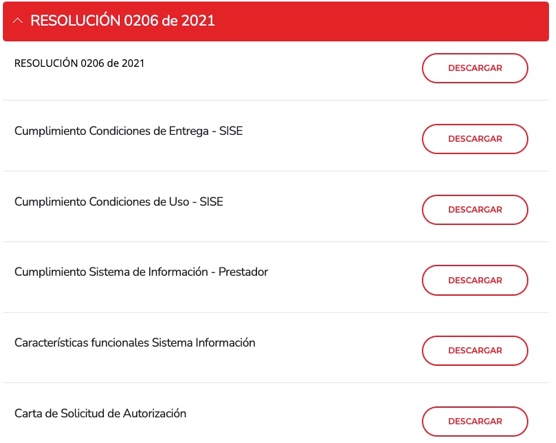 RESOLUCIÓN 0206 de 2021
RESOLUCIÓN 0206 de 2021
DESCARGAR
Cumplimiento Condiciones de Entrega - SISE
DESCARGAR
Cumplimiento Condiciones de Uso - SISE
DESCARGAR
Cumplimiento Sistema de Información - Prestador
DESCARGAR
Características funcionales Sistema Información
DESCARGAR
Carta de Solicitud de Autorización
DESCARGAR